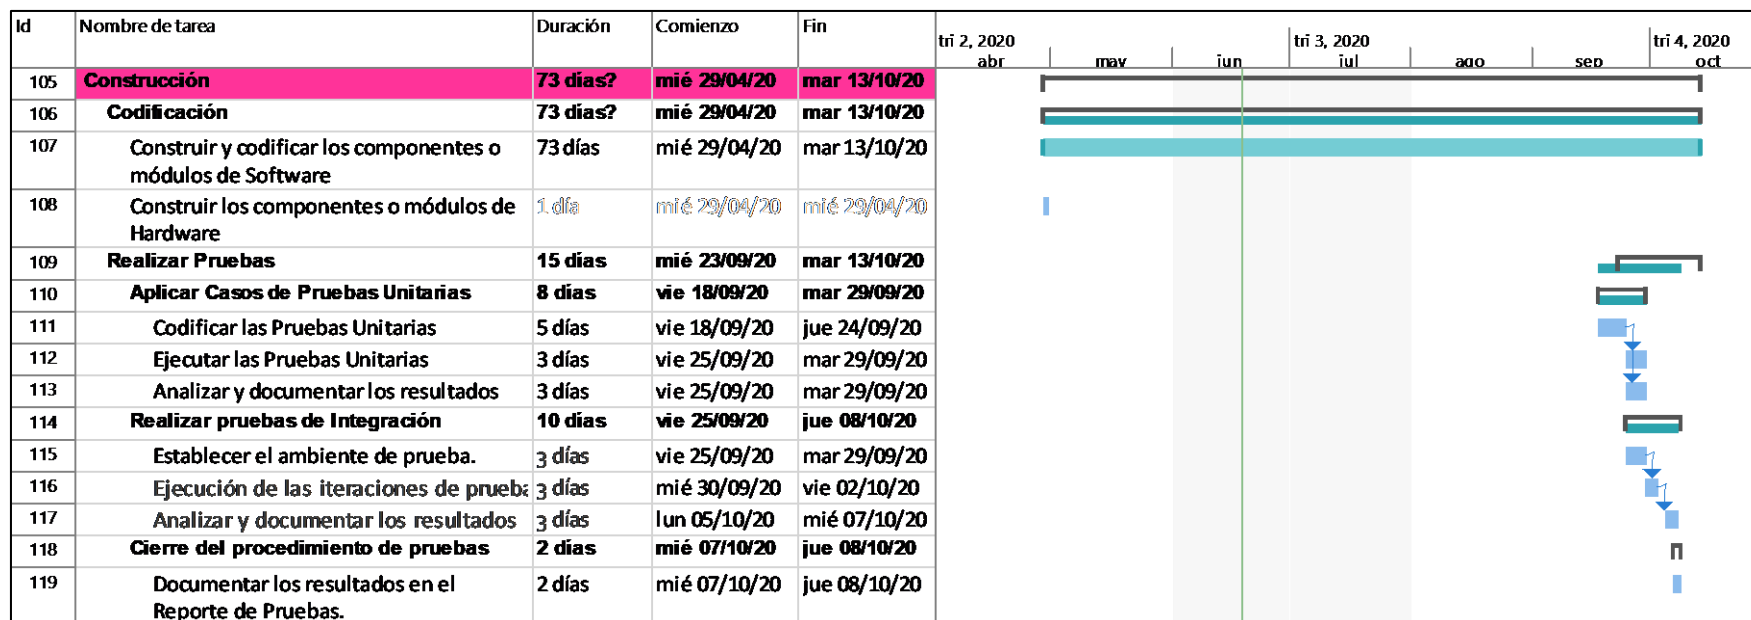 Id Nombre de tarea Duración Comienzo Fin
tri 2, 2020 tri 3, 2020 tri 4, 2020
abr may jun jul ago sep oct
105 Construcción 73 días? mié 29/04/20 mar 13/10/20
106 Codificación 73 días? mié 29/04/20 mar 13/10/20
107 Construir y codificar los componentes o 73 días mié 29/04/20 mar 13/10/20
módulos de Software
108 Construir los componentes o módulos de 1 día mié 29/04/20 mié 29/04/20
Hardware
109 Realizar Pruebas 15 días mié 23/09/20 mar 13/10/20
110 Aplicar Casos de Pruebas Unitarias 8 días vie 18/09/20 mar 29/09/20
111 Codificar las Pruebas Unitarias 5 días vie 18/09/20 jue 24/09/20
112 Ejecutar las Pruebas Unitarias 3 días vie 25/09/20 mar 29/09/20
113 Analizar y documentar los resultados 3 días vie 25/09/20 mar 29/09/20
114 Realizar pruebas de Integración 10 días vie 25/09/20 jue 08/10/20
115 Establecer el ambiente de prueba. 3 días vie 25/09/20 mar 29/09/20
116 Ejecución de las iteraciones de prueba 3 días mié 30/09/20 vie 02/10/20
117 Analizar y documentar los resultados 3 días lun 05/10/20 mié 07/10/20
118 Cierre del procedimiento de pruebas 2 días mié 07/10/20 jue 08/10/20
119 Documentar los resultados en el 2 días mié 07/10/20 jue 08/10/20
Reporte de Pruebas.